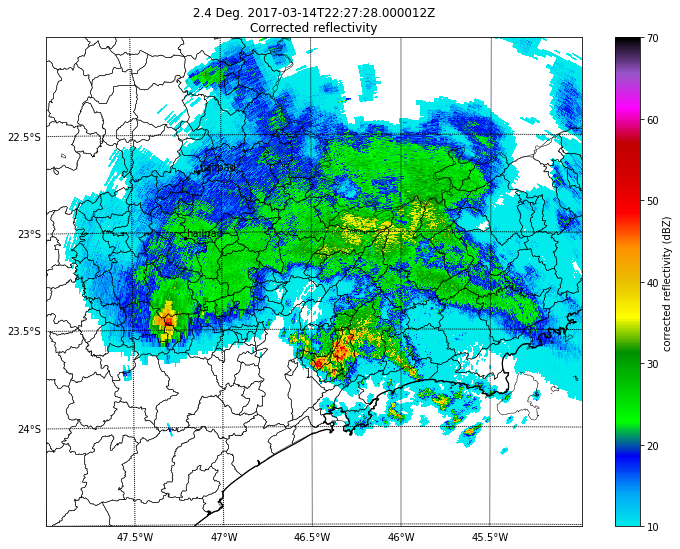 2.4 Deg. 2017-03-14T22:27:28.000012Z
Corrected reflectivity
22.5°S
23°S
23.5°S
24°S
47.5°W
47°W
46.5°W
46°W
45.5°W
70
60
50
40
30
20
10
corrected reflectivity (dBZ)